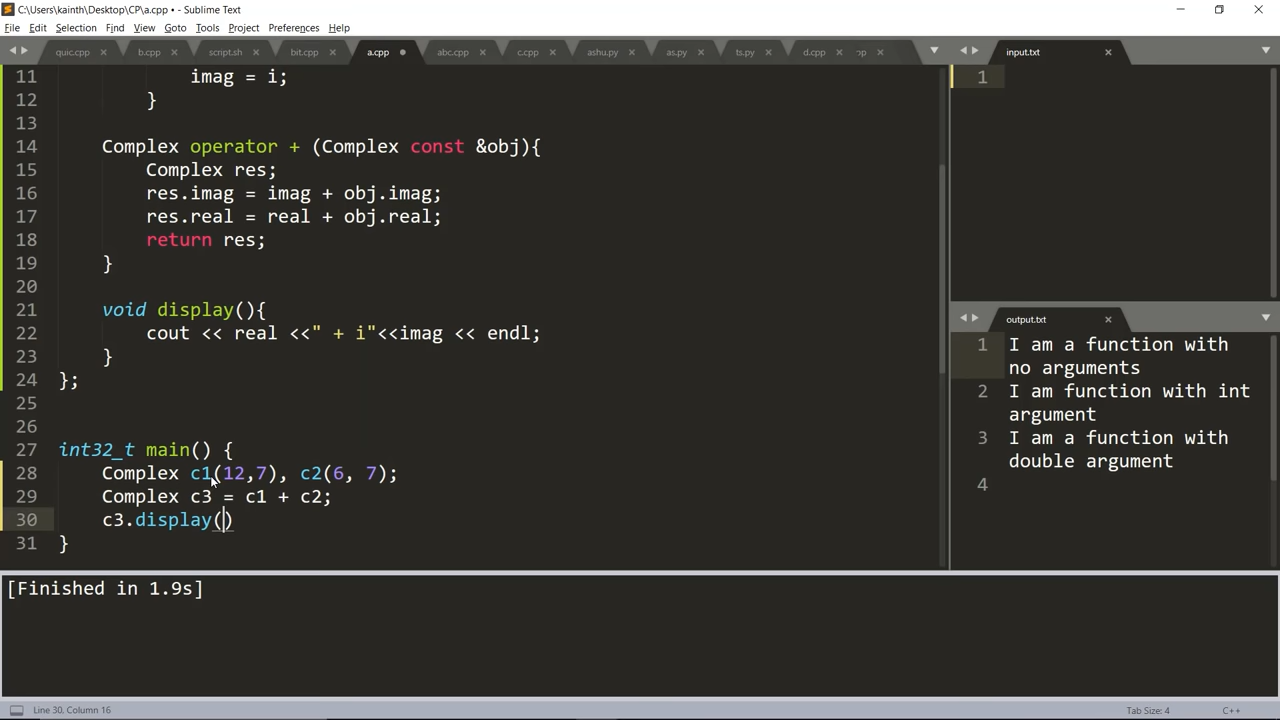 C:\Users\kainth\Desktop\CP\a.cpp • - Sublime Text
File Edit Selection Find View Goto Tools Project Preferences Help
quic.cpp × b.cpp × script.sh × bit.cpp × a.cpp • abc.cpp × c.cpp × ashu.py × as.py × ts.py × d.cpp × pp ×
input.txt ×
11 imag = i;
12 }
13
14 Complex operator + (Complex const &obj){
15 Complex res;
16 res.imag = imag + obj.imag;
17 res.real = real + obj.real;
18 return res;
19 }
20
21 void display(){
22 cout << real <<" + i"<<imag << endl;
23 }
24 };
25
26
27 int32_t main() {
28 Complex c1(12,7), c2(6, 7);
29 Complex c3 = c1 + c2;
30 c3.display()
31 }
1
output.txt ×
1 I am a function with
no arguments
2 I am function with int
argument
3 I am a function with
double argument
4
[Finished in 1.9s]
Line 30, Column 16
Tab Size: 4
C++